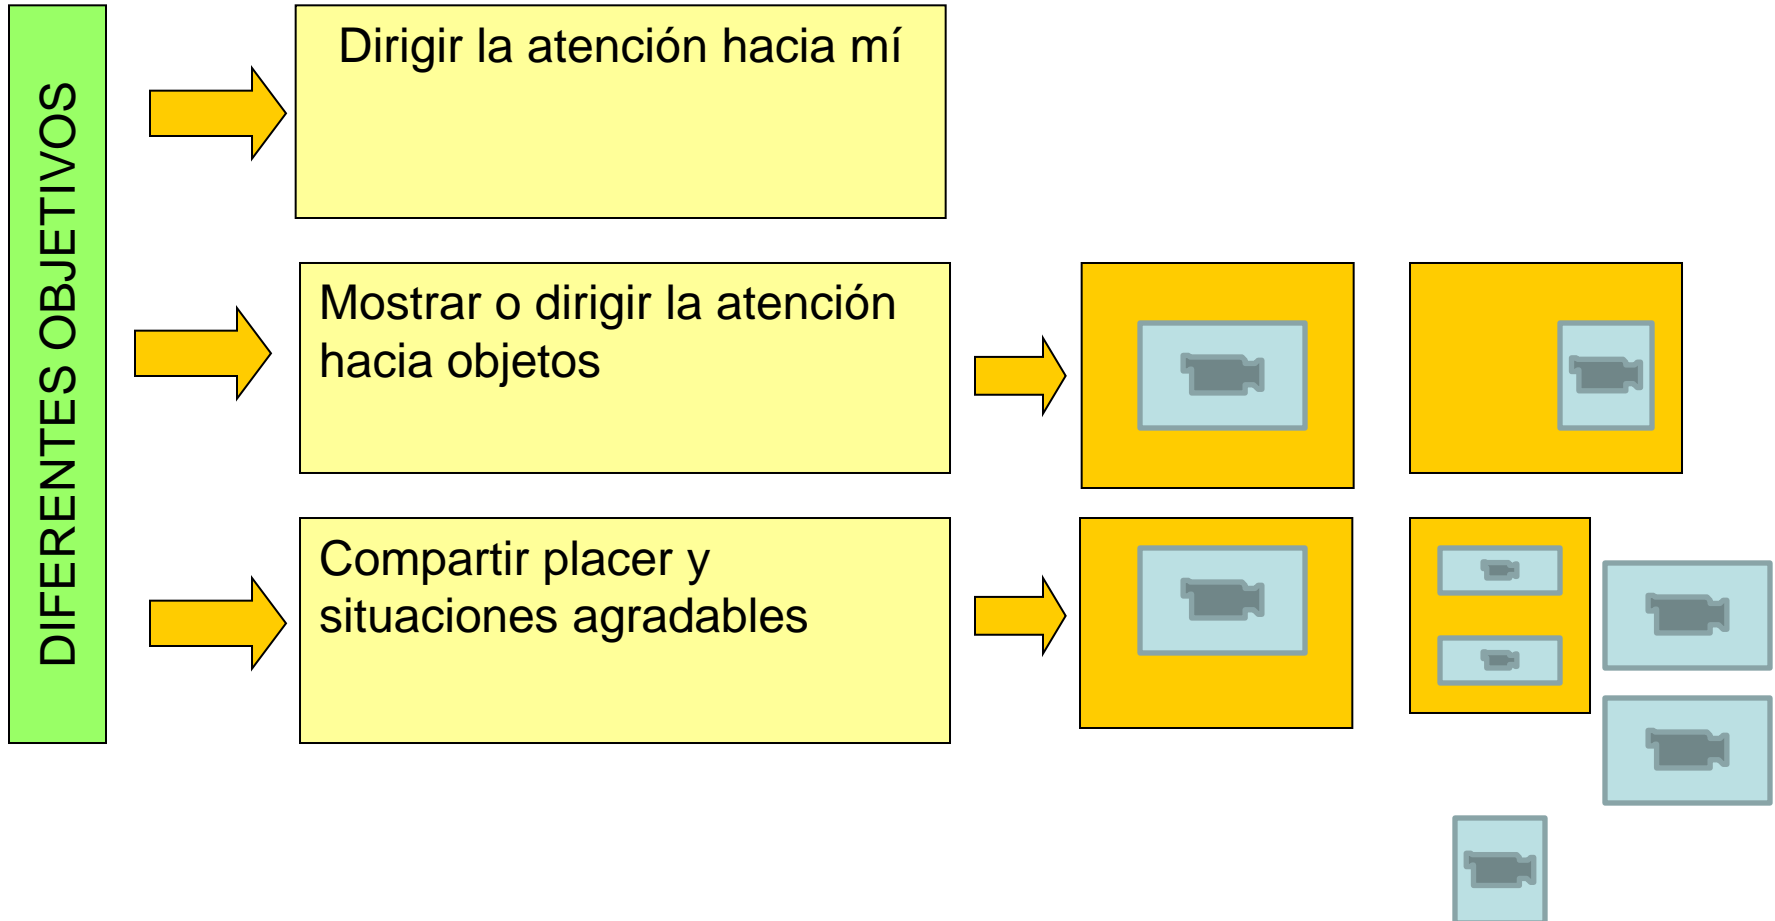 DIFERENTES OBJETIVOS
Dirigir la atención hacia mí
Mostrar o dirigir la atención
hacia objetos
Compartir placer y
situaciones agradables